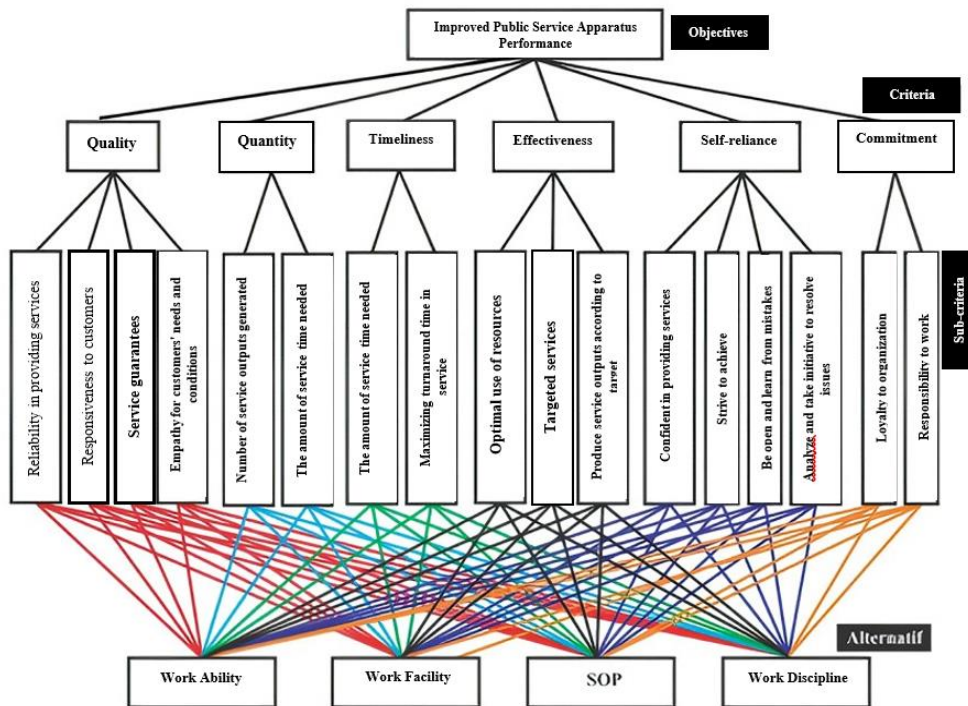 Improved Public Service Apparatus
Performance
Objectives
Criteria
Quality
Quantity
Timeliness
Effectiveness
Self-reliance
Commitment
Reliability in providing services
Responsiveness to customers
Service guarantees
Empathy for customers' needs and
conditions
Number of service outputs generated
The amount of service time needed
The amount of service time needed
Maximizing turnaround time in
service
Optimal use of resources
Targeted services
Produce service outputs according to
target
Confident in providing services
Strive to achieve
Be open and learn from mistakes
Analyze and take initiative to resolve
issues
Loyalty to organization
Responsibility to work
Sub-criteria
Alternatif
Work Ability
Work Facility
SOP
Work Discipline